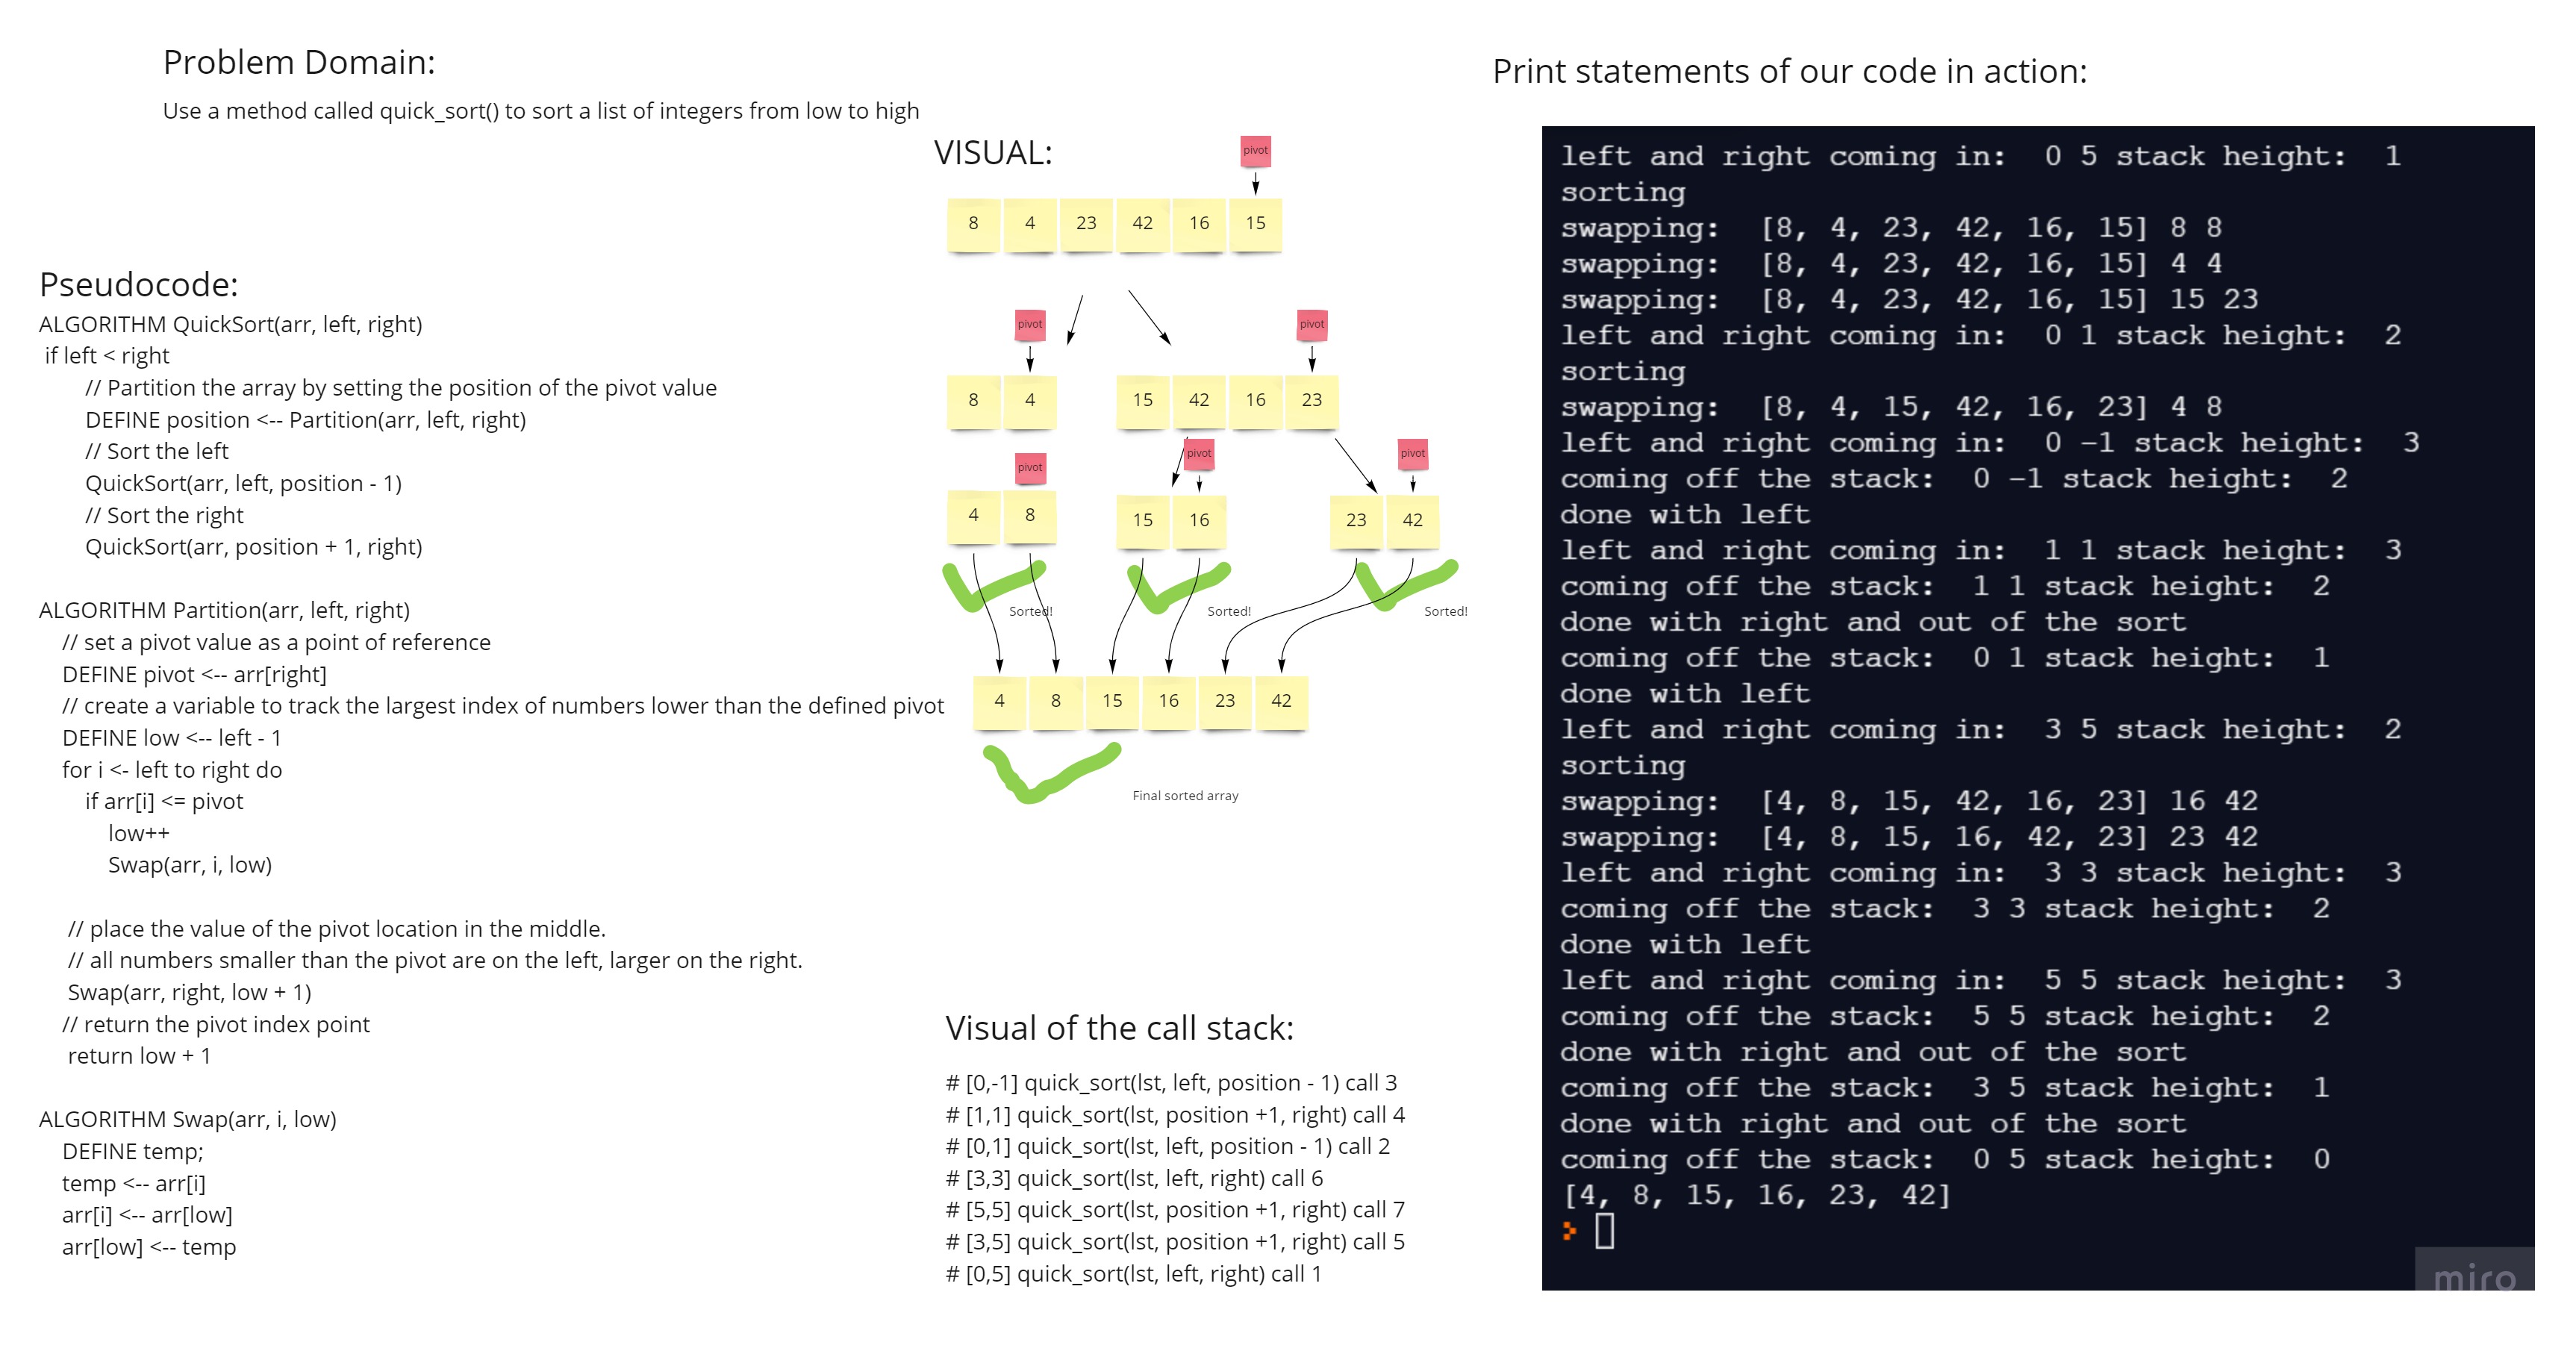 Problem Domain:
Use a method called quick_sort() to sort a list of integers from low to high
Pseudocode:
ALGORITHM QuickSort(arr, left, right)
if left < right
// Partition the array by setting the position of the pivot value
DEFINE position <-- Partition(arr, left, right)
// Sort the left
QuickSort(arr, left, position - 1)
// Sort the right
QuickSort(arr, position + 1, right)
ALGORITHM Partition(arr, left, right)
// set a pivot value as a point of reference
DEFINE pivot <-- arr[right]
// create a variable to track the largest index of numbers lower than the defined pivot
DEFINE low <-- left - 1
for i <- left to right do
if arr[i] <= pivot
low++
Swap(arr, i, low)
// place the value of the pivot location in the middle.
// all numbers smaller than the pivot are on the left, larger on the right.
Swap(arr, right, low + 1)
// return the pivot index point
return low + 1
ALGORITHM Swap(arr, i, low)
DEFINE temp;
temp <-- arr[i]
arr[i] <-- arr[low]
arr[low] <-- temp
VISUAL:
pivot
8 4 23 42 16 15
pivot pivot
8 4 15 42 16 23
pivot pivot pivot
4 8 15 16 23 42
Sorted! Sorted! Sorted!
4 8 15 16 23 42
Final sorted array
Visual of the call stack:
# [0,-1] quick_sort(lst, left, position - 1) call 3
# [1,1] quick_sort(lst, position +1, right) call 4
# [0,1] quick_sort(lst, left, position - 1) call 2
# [3,3] quick_sort(lst, left, right) call 6
# [5,5] quick_sort(lst, position +1, right) call 7
# [3,5] quick_sort(lst, position +1, right) call 5
# [0,5] quick_sort(lst, left, right) call 1
Print statements of our code in action:
left and right coming in:  0 5 stack height:  1
sorting
swapping:  [8, 4, 23, 42, 16, 15] 8 8
swapping:  [8, 4, 23, 42, 16, 15] 4 4
swapping:  [8, 4, 23, 42, 16, 15] 15 23
left and right coming in:  0 1 stack height:  2
sorting
swapping:  [8, 4, 15, 42, 16, 23] 4 8
left and right coming in:  0 -1 stack height:  3
coming off the stack:  0 -1 stack height:  2
done with left
left and right coming in:  1 1 stack height:  3
coming off the stack:  1 1 stack height:  2
done with right and out of the sort
coming off the stack:  0 1 stack height:  1
done with left
left and right coming in:  3 5 stack height:  2
sorting
swapping:  [4, 8, 15, 42, 16, 23] 16 42
swapping:  [4, 8, 15, 16, 42, 23] 23 42
left and right coming in:  3 3 stack height:  3
coming off the stack:  3 3 stack height:  2
done with left
left and right coming in:  5 5 stack height:  3
coming off the stack:  5 5 stack height:  2
done with right and out of the sort
coming off the stack:  3 5 stack height:  1
done with right and out of the sort
coming off the stack:  0 5 stack height:  0
[4, 8, 15, 16, 23, 42]
miro